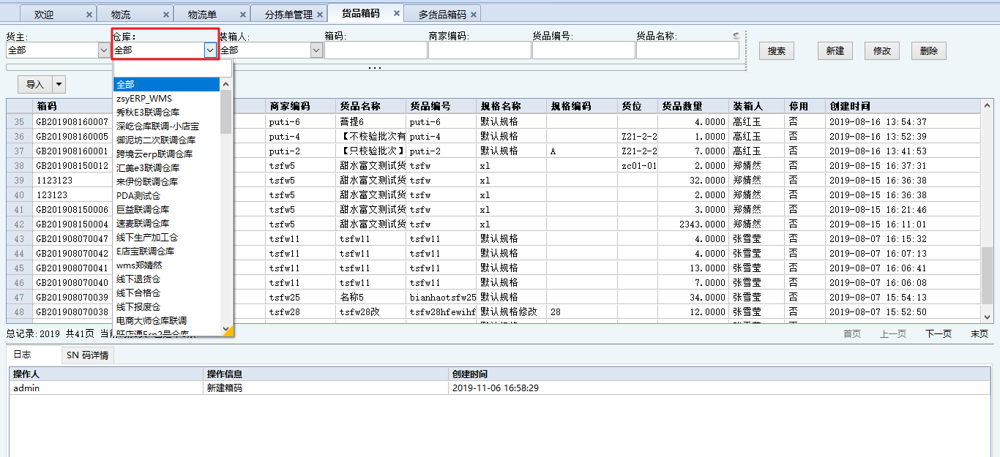 欢迎 物流 物流单 分拣单管理 货品箱码 多货品箱码
货主: 仓库: 装箱人: 箱码: 商家编码: 货品编号: 货品名称:
全部 全部 全部 搜索 新建 修改 删除
导入
全部
zsyERP_WMS
秀秋E3联调仓库
深屹仓库联调-小店宝
御泥坊二次联调仓库
跨境云erp联调仓库
汇美e3联调仓库
来伊份联调仓库
PDA测试仓
巨益联调仓库
速麦联调仓库
线下生产加工仓
E店宝联调仓库
wms郑婧然
线下退货仓
线下合格仓
线下报废仓
电商大师仓库联调
箱码 商家编码 货品名称 货品编号 规格名称 规格编码 货位 货品数量 装箱人 停用 创建时间
35 GB201908160007 puti-6 菩提6 puti-6 默认规格 4.0000 高红玉 否 2019-08-16 13:54:37
36 GB201908160005 puti-4 【不校验批次有 puti-4 默认规格 Z21-2-2 1.0000 高红玉 否 2019-08-16 13:52:39
37 GB201908160001 puti-2 【只校验批次】 puti-2 默认规格 A Z21-2-2 7.0000 高红玉 否 2019-08-16 13:41:53
38 GB201908150012 tsfw5 甜水富文测试货 tsfw xl zc01-01 2.0000 郑婧然 否 2019-08-15 16:37:31
39 1123123 tsfw5 甜水富文测试货 tsfw xl 32.0000 郑婧然 否 2019-08-15 16:36:38
40 123123 tsfw5 甜水富文测试货 tsfw xl 2.0000 郑婧然 否 2019-08-15 16:36:38
41 GB201908150006 tsfw5 甜水富文测试货 tsfw xl 3.0000 郑婧然 否 2019-08-15 16:21:46
42 GB201908150004 tsfw5 甜水富文测试货 tsfw xl 2343.0000 郑婧然 否 2019-08-15 16:11:01
43 GB201908070047 tsfw11 tsfw11 tsfw11 默认规格 4.0000 张雪莹 否 2019-08-07 16:15:32
44 GB201908070042 tsfw11 tsfw11 tsfw11 默认规格 4.0000 张雪莹 否 2019-08-07 16:07:13
45 GB201908070041 tsfw11 tsfw11 tsfw11 默认规格 13.0000 张雪莹 否 2019-08-07 16:06:41
46 GB201908070040 tsfw11 tsfw11 tsfw11 默认规格 7.0000 张雪莹 否 2019-08-07 16:06:08
47 GB201908070039 tsfw25 名称5 bianhaotsfw25 默认规格 34.0000 张雪莹 否 2019-08-07 15:54:13
48 GB201908070038 tsfw28 tsfw28改 tsfw28hfewihf 默认规格修改 28 12.0000 张雪莹 否 2019-08-07 15:52:50
总记录:2019 共41页 当前 首页 上一页 下一页 末页
日志 SN 码详情
操作人 操作信息 创建时间
admin 新建箱码 2019-11-06 16:58:29